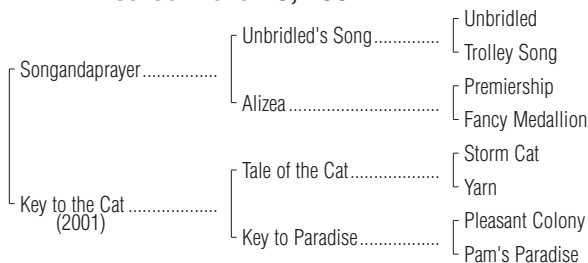 Unbridled
Unbridled's Song..............
Trolley Song
Songandaprayer................
Premiership
Alizea................................
Fancy Medallion
Storm Cat
Tale of the Cat...................
Yarn
Key to the Cat...................
(2001)
Pleasant Colony
Key to Paradise.................
Pam's Paradise